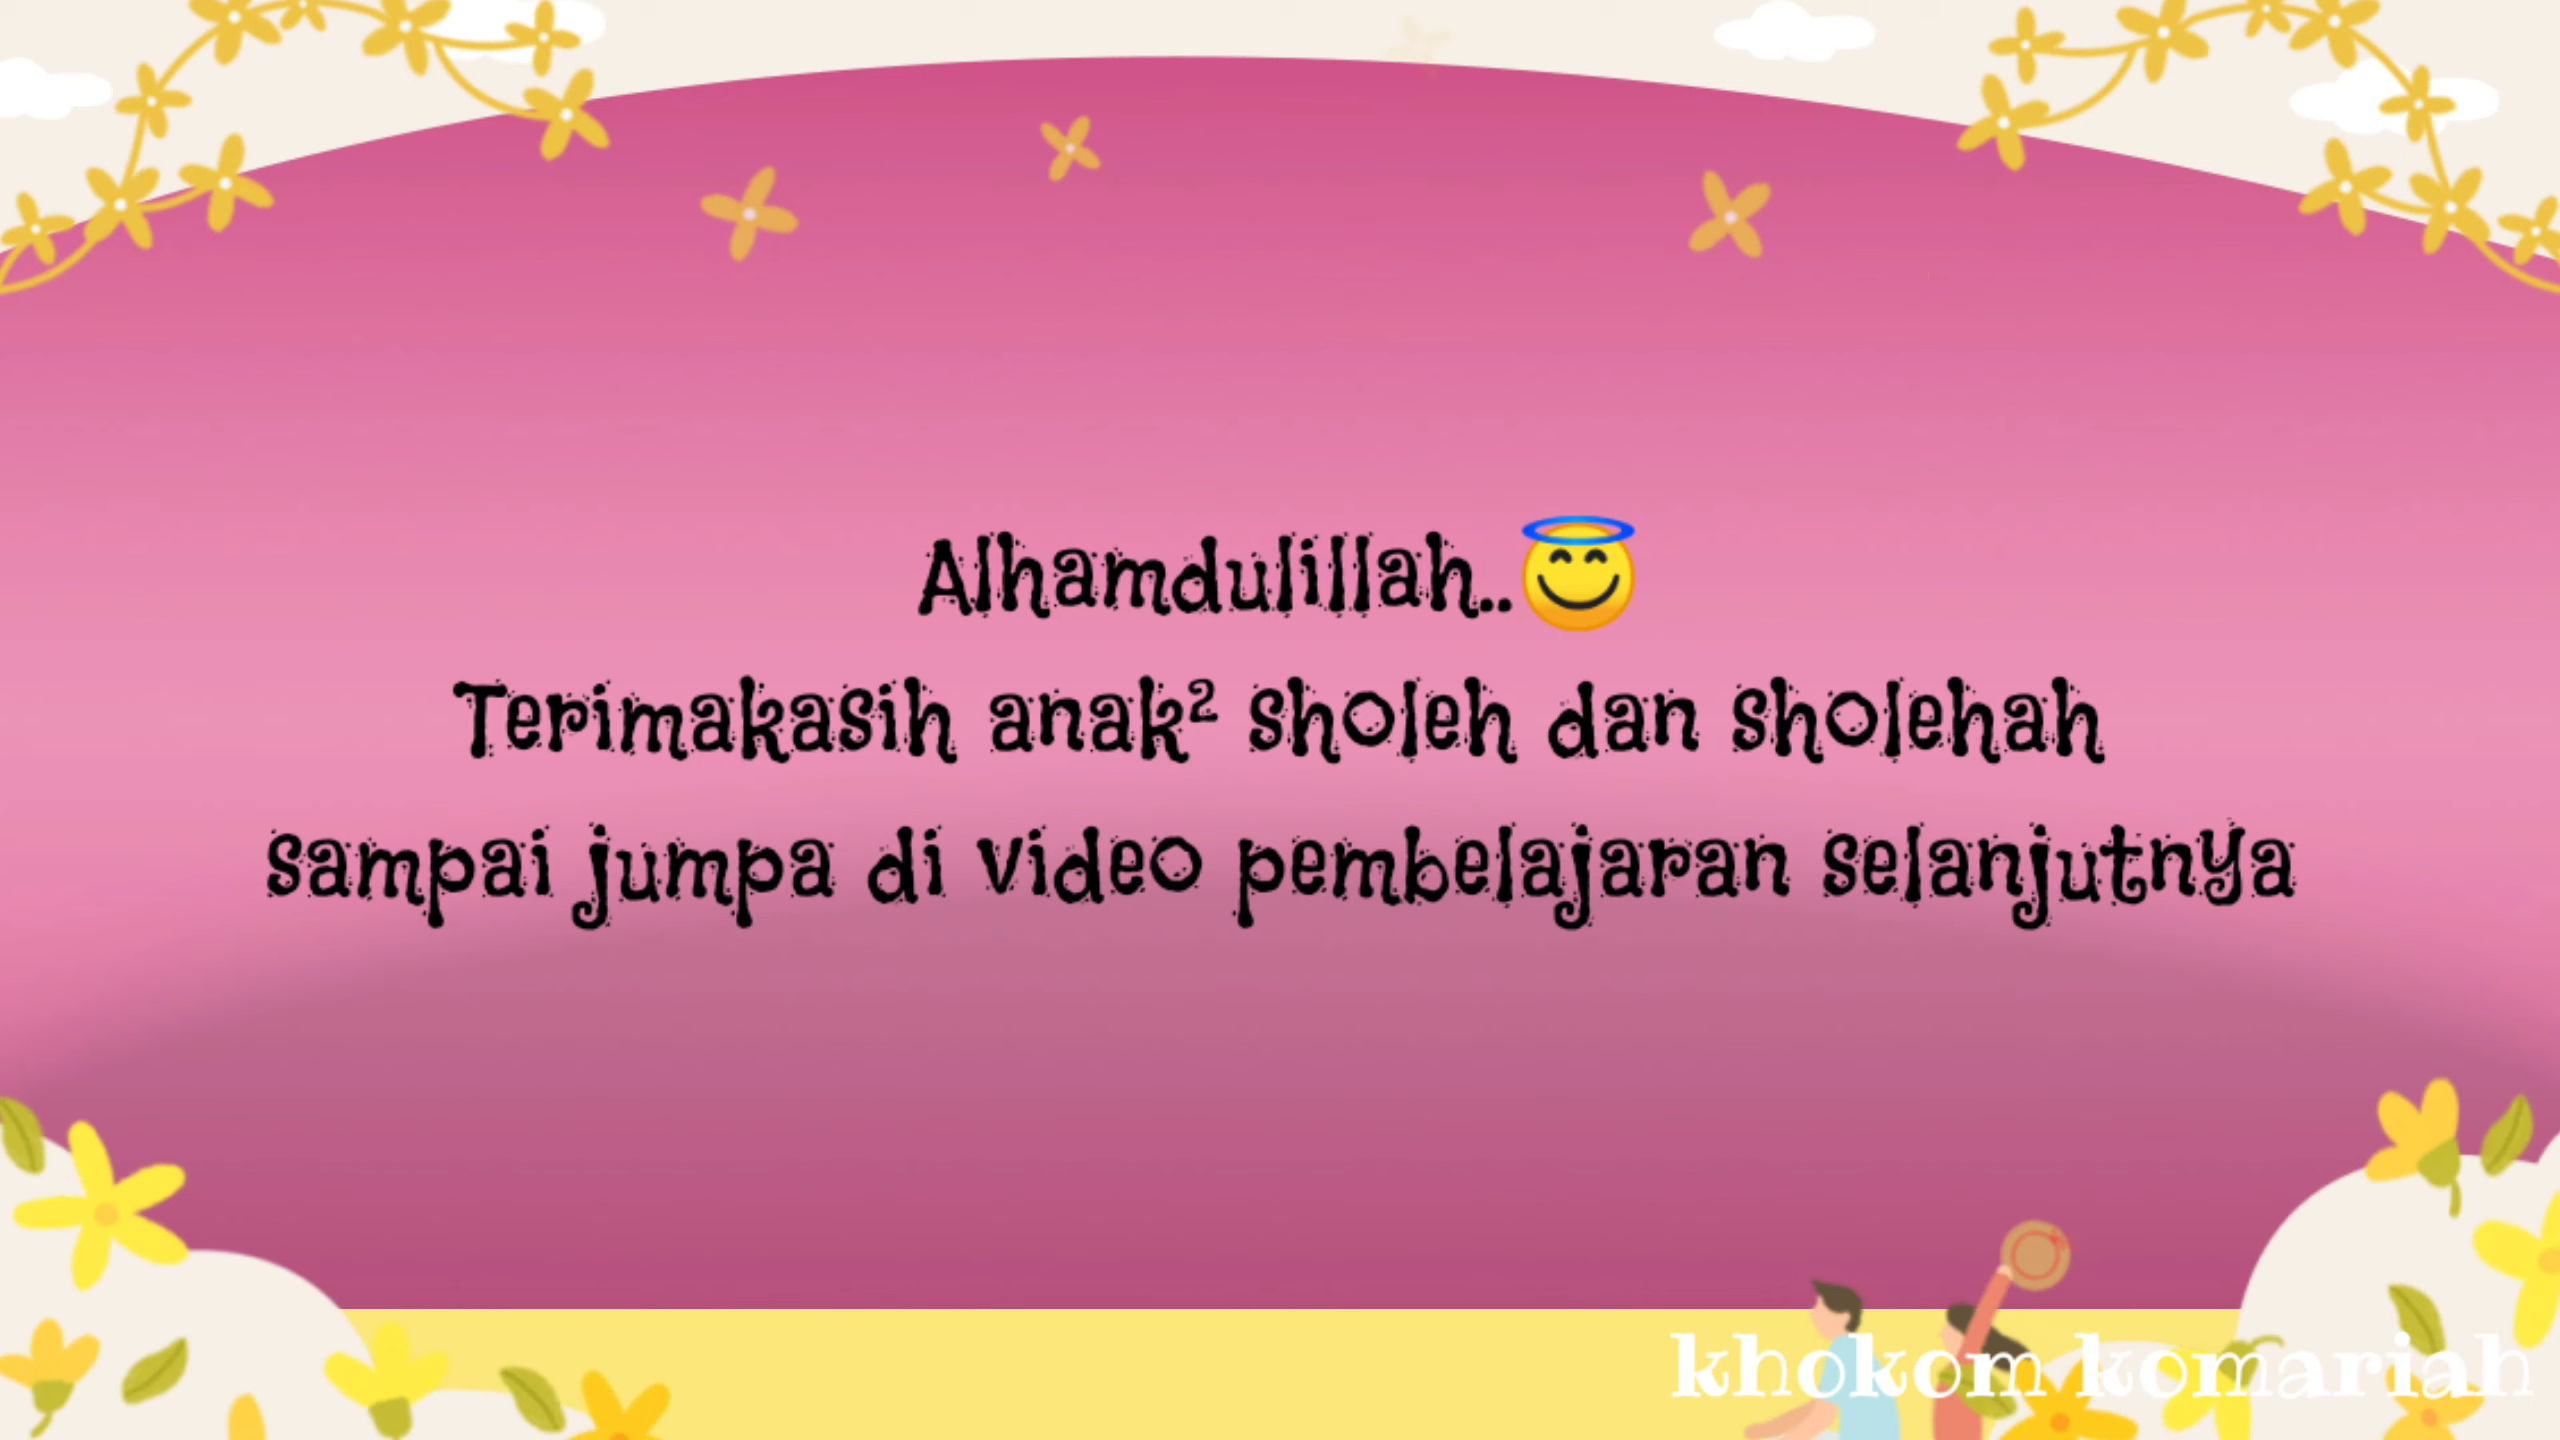 Alhamdulillah..😇
Terimakasih anak² sholeh dan sholehah
sampai jumpa di video pembelajaran selanjutnya
khokom komariah